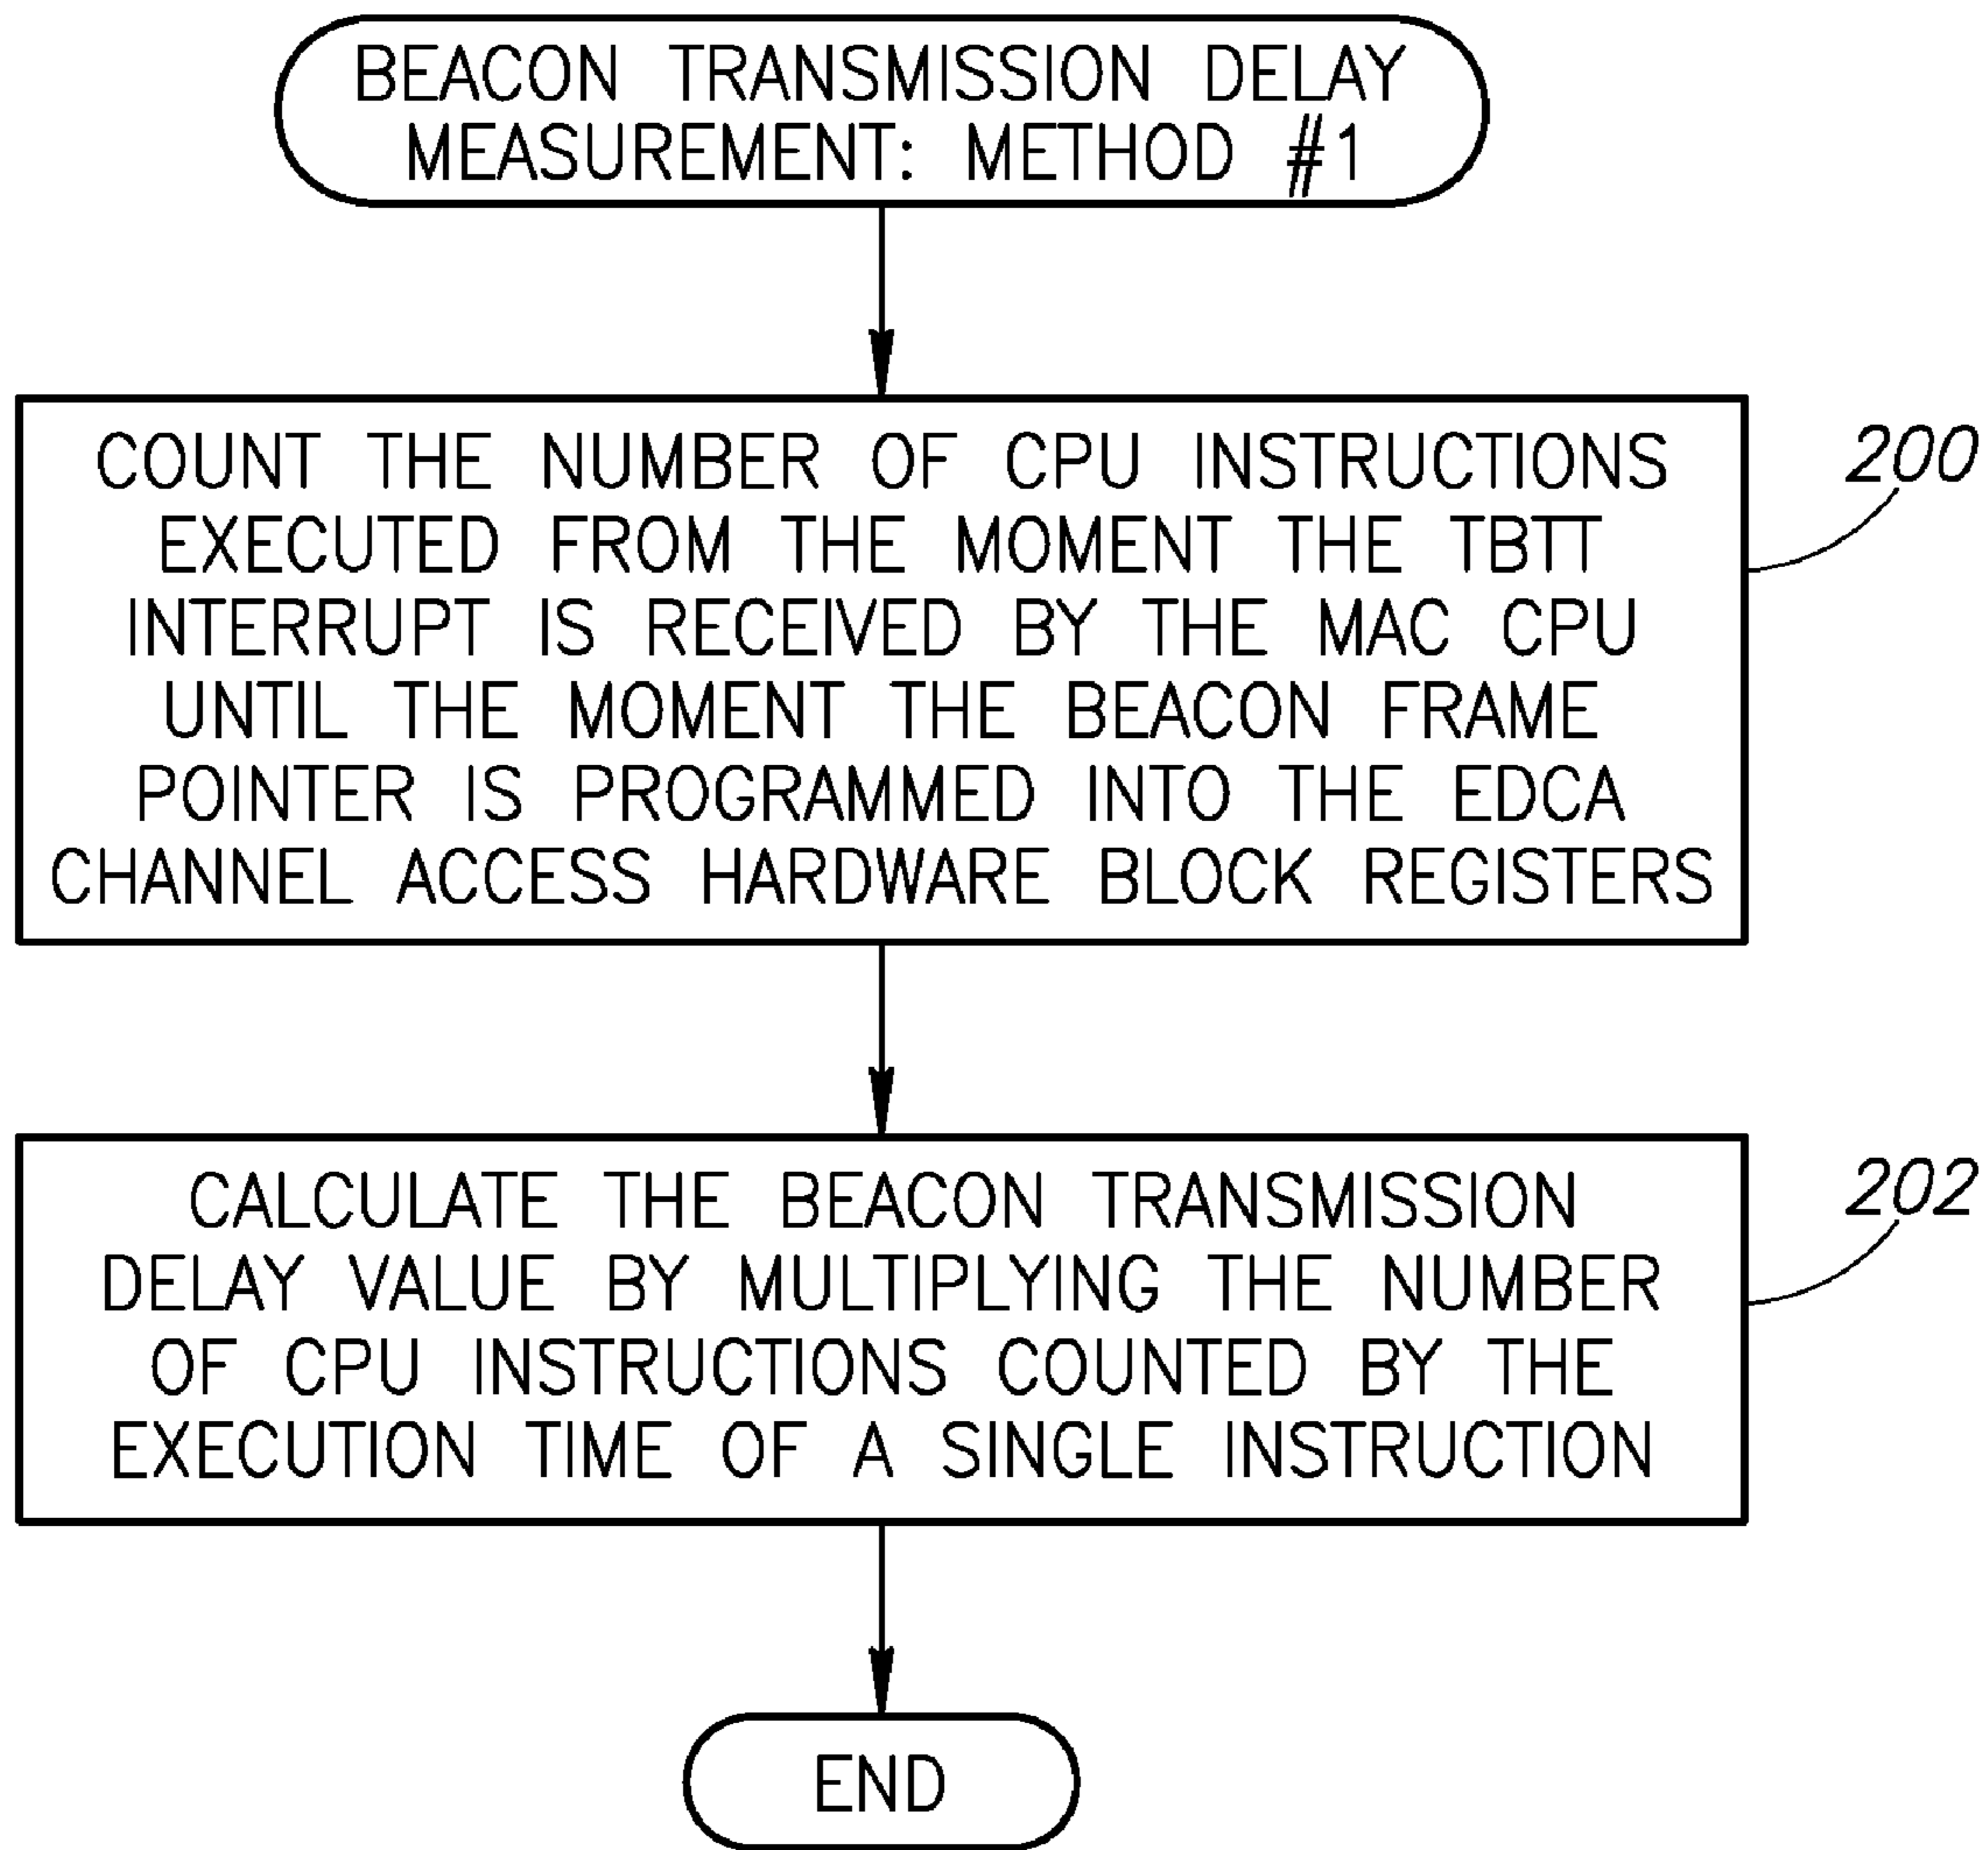 BEACON TRANSMISSION DELAY
MEASUREMENT: METHOD #1
COUNT THE NUMBER OF CPU INSTRUCTIONS
EXECUTED FROM THE MOMENT THE TBTT
INTERRUPT IS RECEIVED BY THE MAC CPU
UNTIL THE MOMENT THE BEACON FRAME
POINTER IS PROGRAMMED INTO THE EDCA
CHANNEL ACCESS HARDWARE BLOCK REGISTERS
200
CALCULATE THE BEACON TRANSMISSION
DELAY VALUE BY MULTIPLYING THE NUMBER
OF CPU INSTRUCTIONS COUNTED BY THE
EXECUTION TIME OF A SINGLE INSTRUCTION
202
END